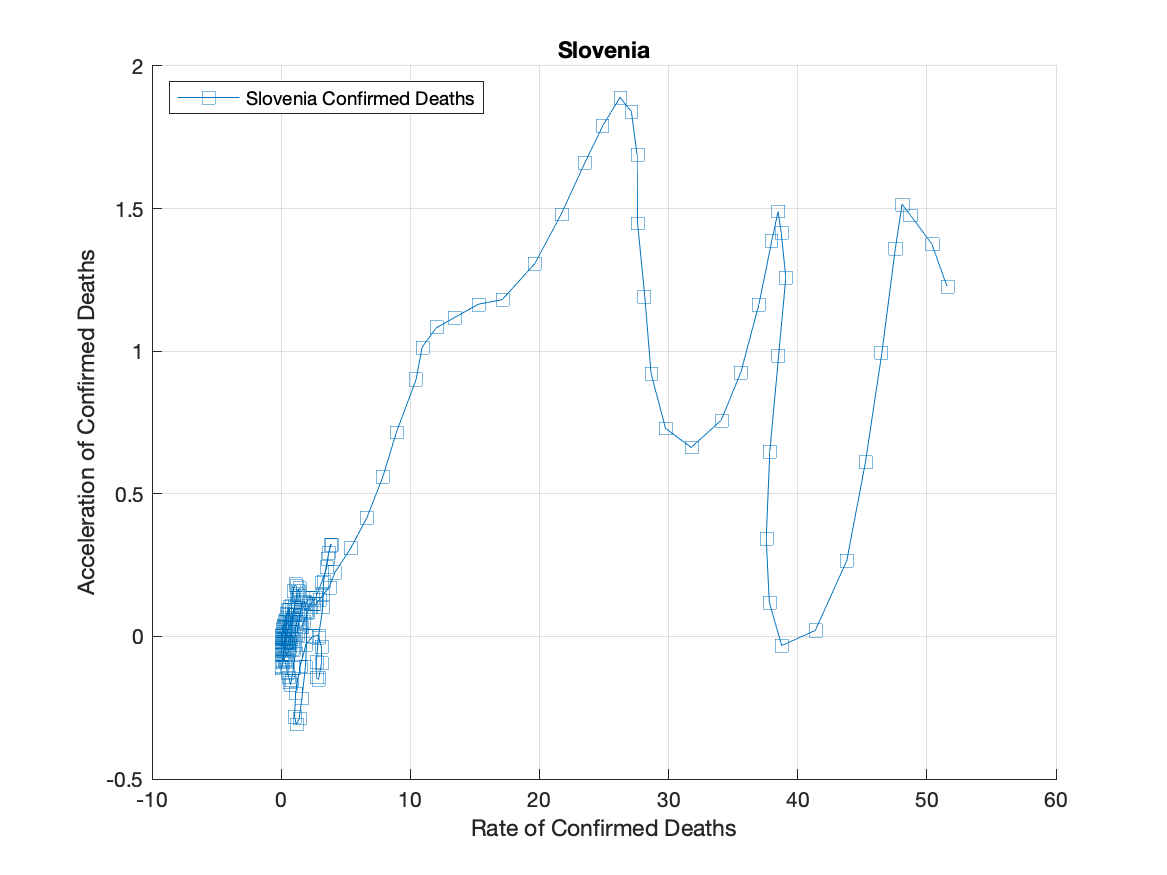 Slovenia
Slovenia Confirmed Deaths
Acceleration of Confirmed Deaths
2
1.5
1
0.5
0
-0.5
-10 0 10 20 30 40 50 60
Rate of Confirmed Deaths